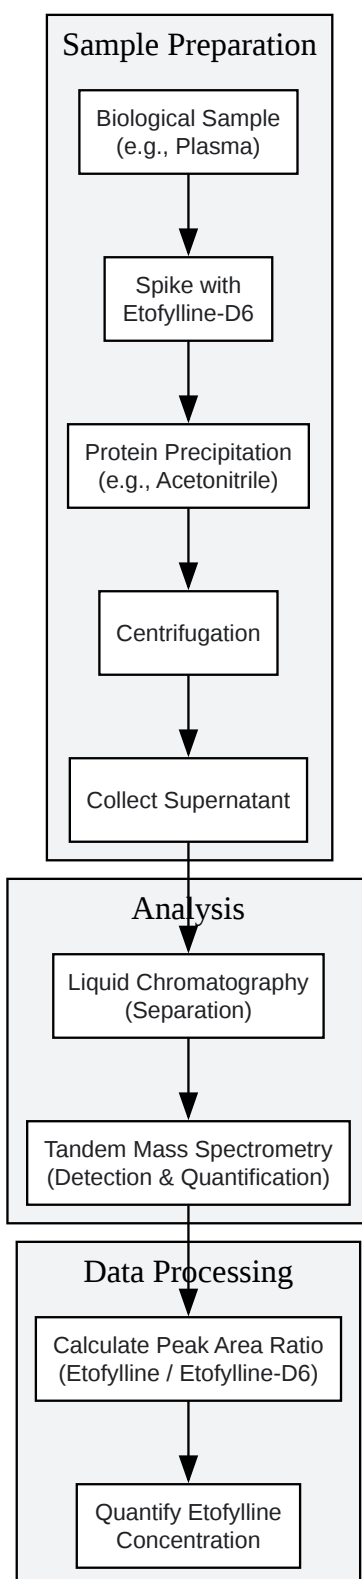 Sample Preparation
Biological Sample
(e.g., Plasma)
Spike with
Etofylline-D6
Protein Precipitation
(e.g., Acetonitrile)
Centrifugation
Collect Supernatant
Analysis
Liquid Chromatography
(Separation)
Tandem Mass Spectrometry
(Detection & Quantification)
Data Processing
Calculate Peak Area Ratio
(Etofylline / Etofylline-D6)
Quantify Etofylline
Concentration